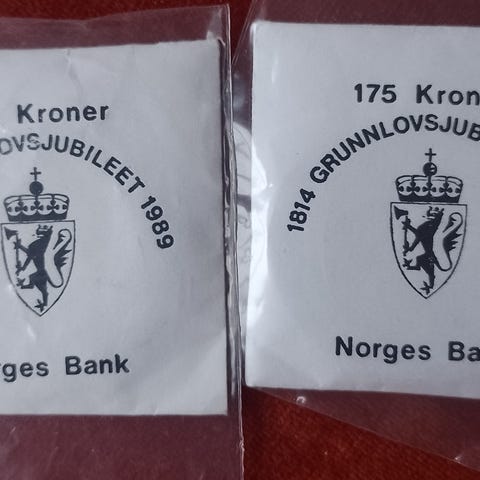 Kroner
OVSJUBILEET 1989
rges Bank
175 Kron
1814 GRUNNLOVSJUB
Norges Ba